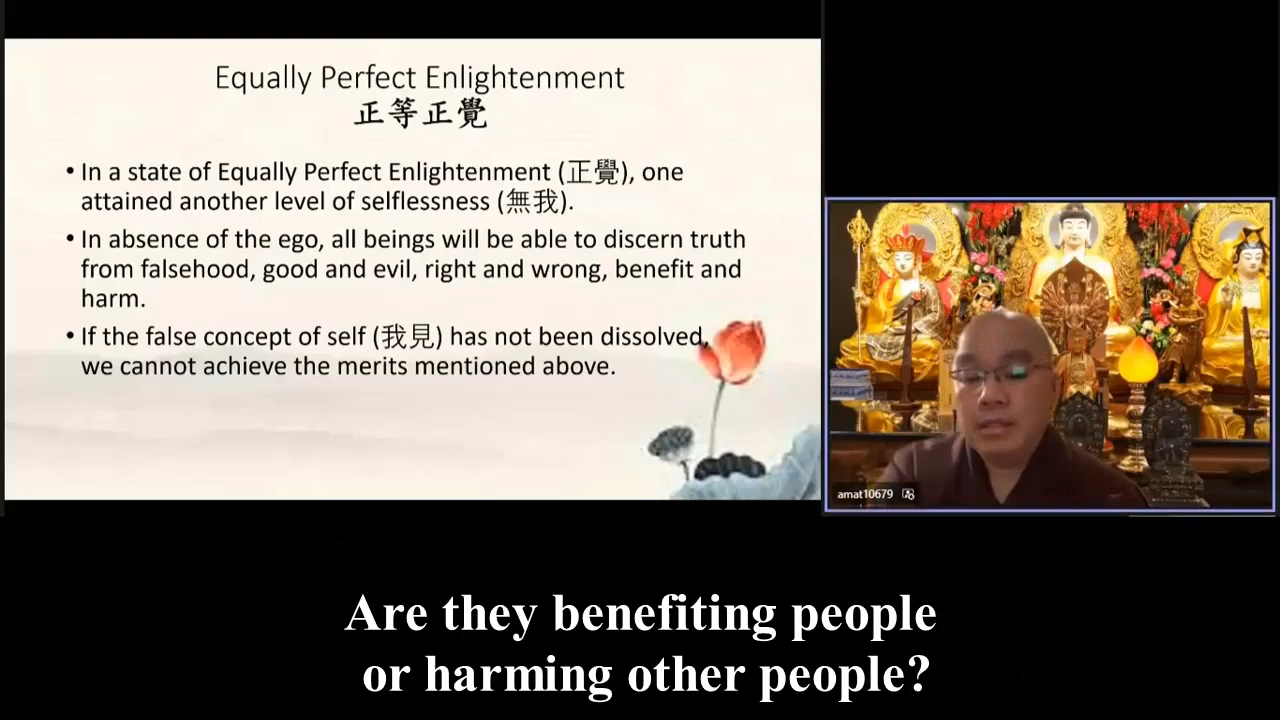 Equally Perfect Enlightenment
正等正覺
• In a state of Equally Perfect Enlightenment (正覺), one
attained another level of selflessness (無我).
• In absence of the ego, all beings will be able to discern truth
from falsehood, good and evil, right and wrong, benefit and
harm.
• If the false concept of self (我見) has not been dissolved,
we cannot achieve the merits mentioned above.
amat10679
Are they benefiting people
or harming other people?